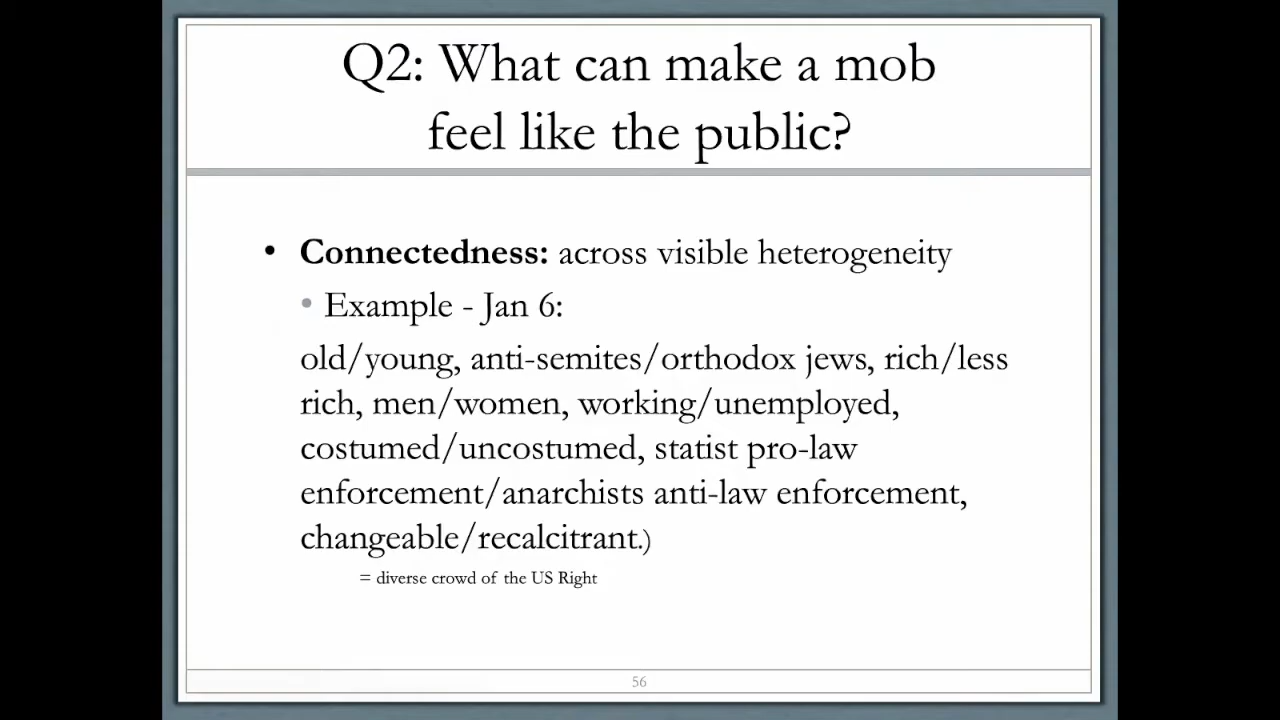 Q2: What can make a mob
feel like the public?
• Connectedness: across visible heterogeneity
• Example - Jan 6:
old/young, anti-semites/orthodox jews, rich/less
rich, men/women, working/unemployed,
costumed/uncostumed, statist pro-law
enforcement/anarchists anti-law enforcement,
changeable/recalcitrant.)
= diverse crowd of the US Right
56